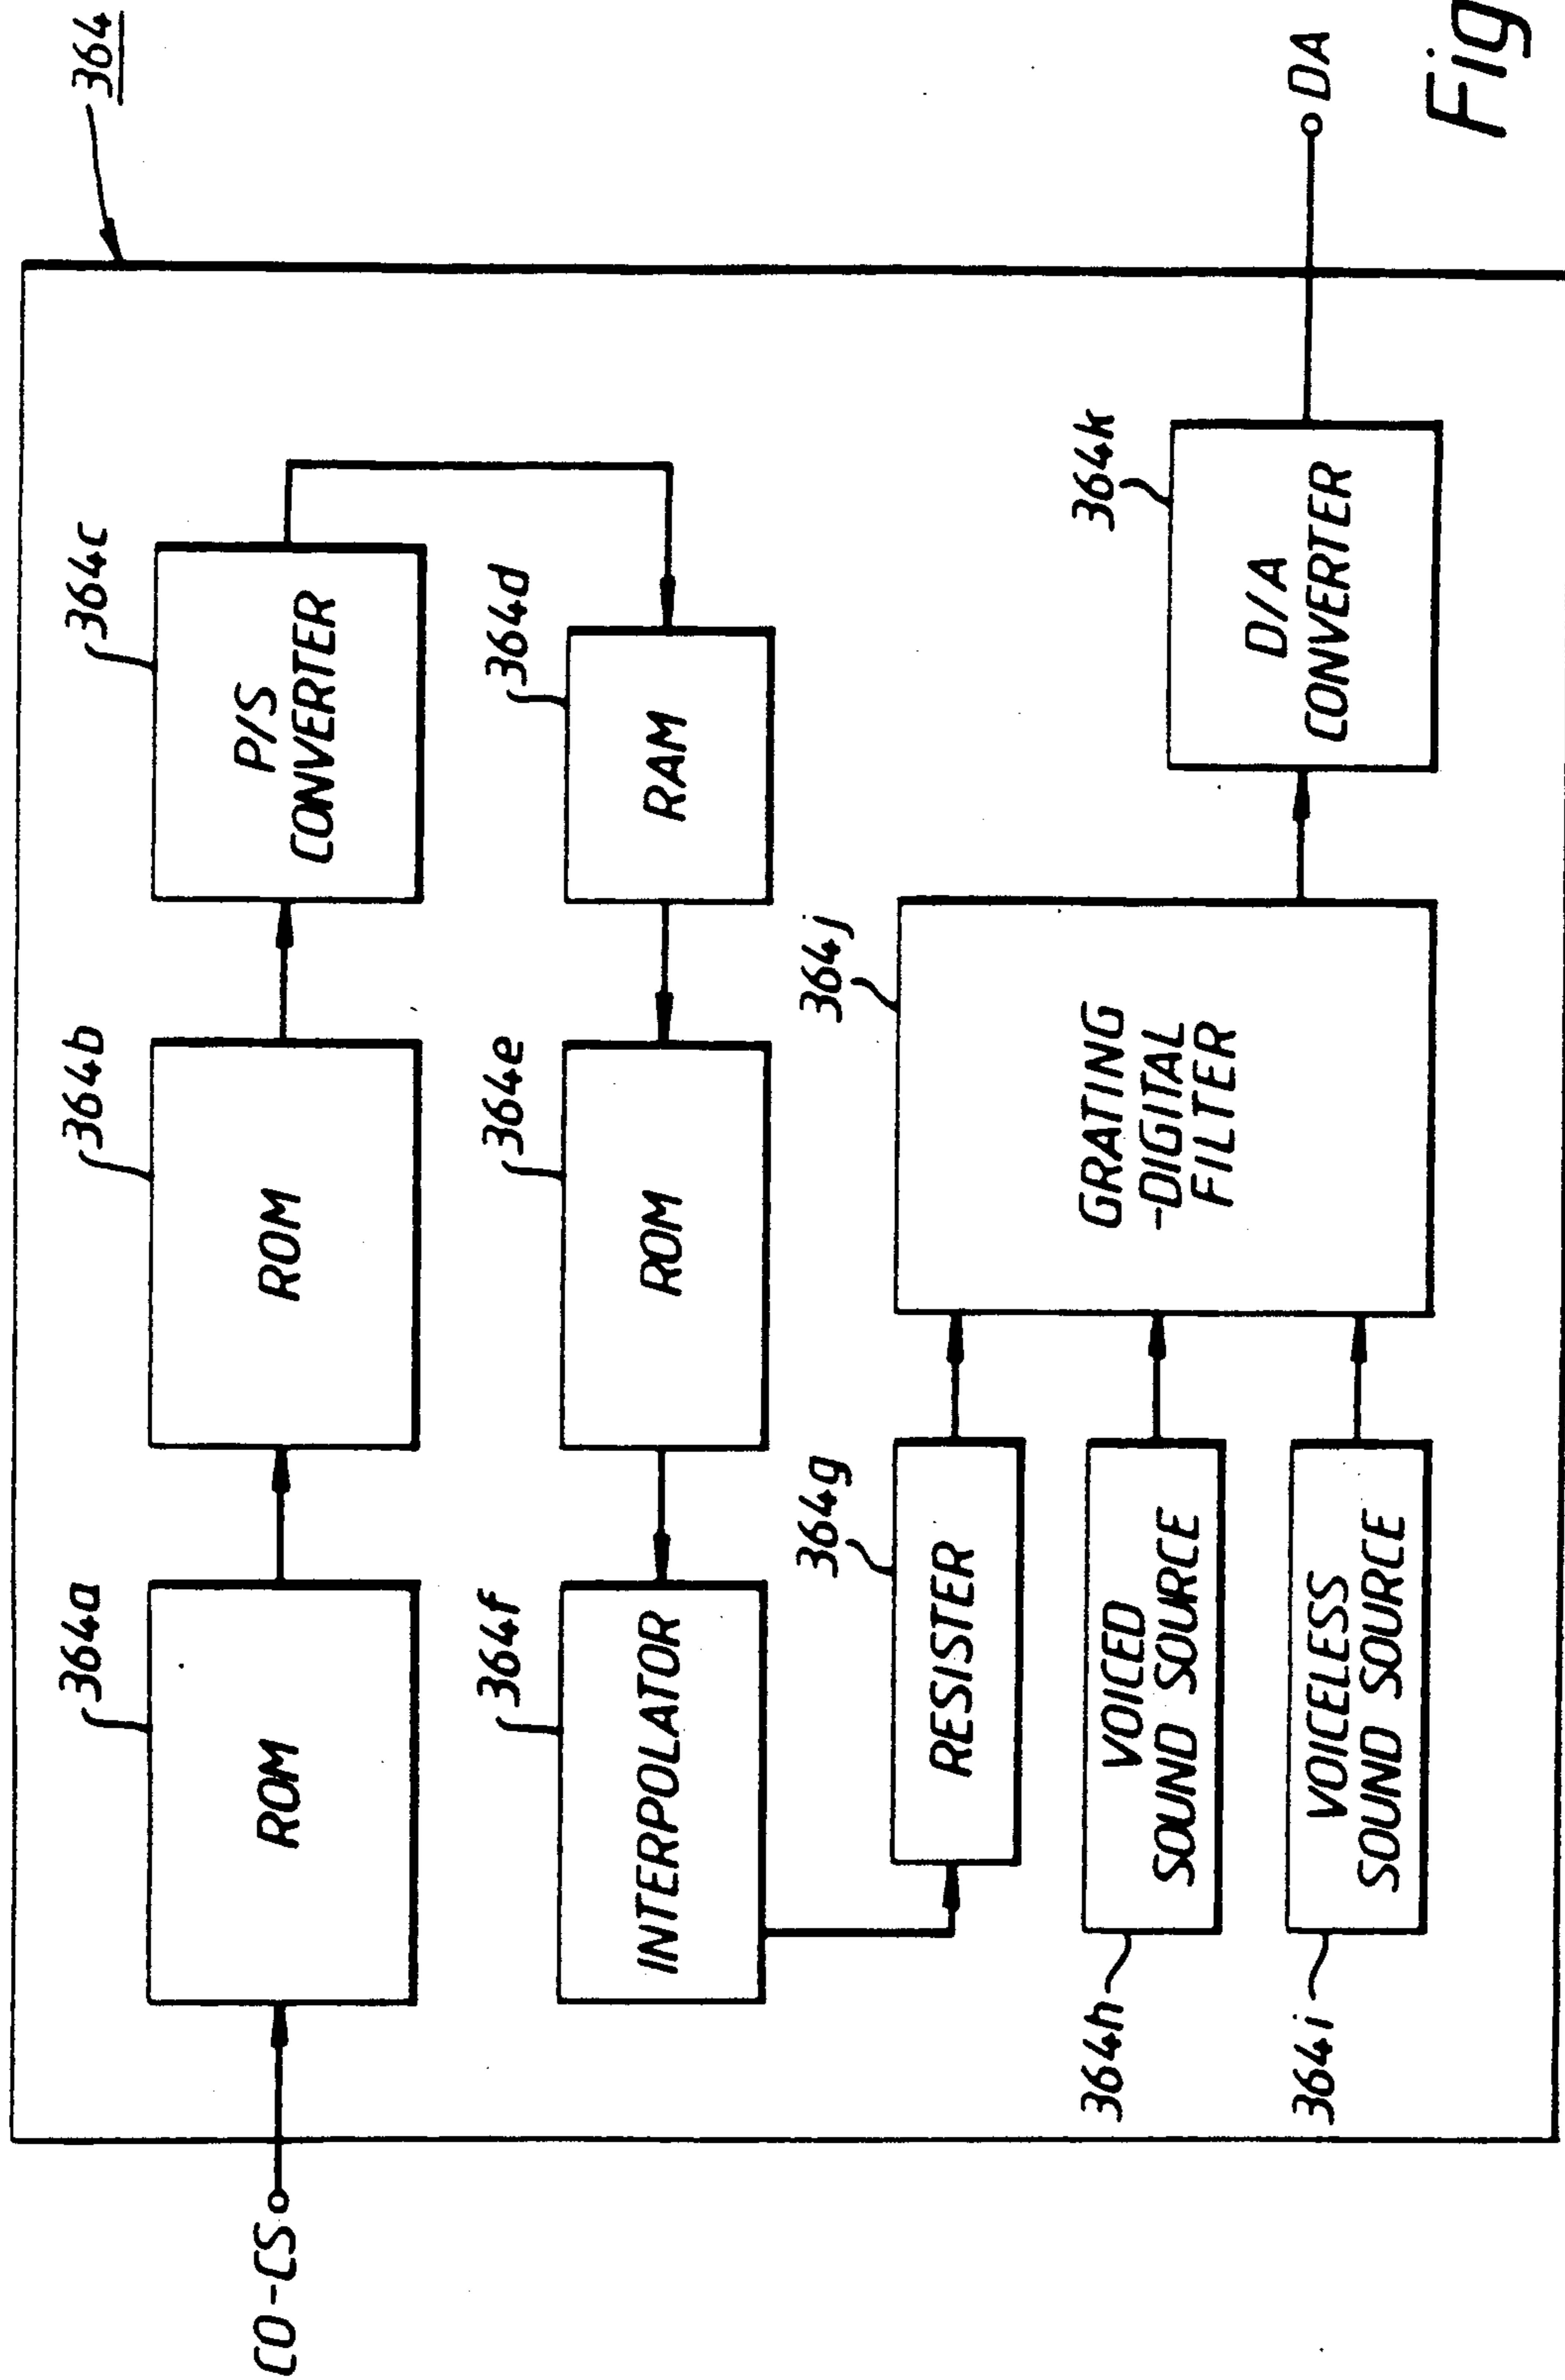 364
364a
364b
364c
ROM
ROM
P/S
CONVERTER
CO-CS
364f
364e
364d
INTERPOLATOR
ROM
RAM
364g
364j
364k
RESISTER
GRATING
-DIGITAL
FILTER
D/A
CONVERTER
DA
364h
VOICED
SOUND SOURCE
364i
VOICELESS
SOUND SOURCE
Fig